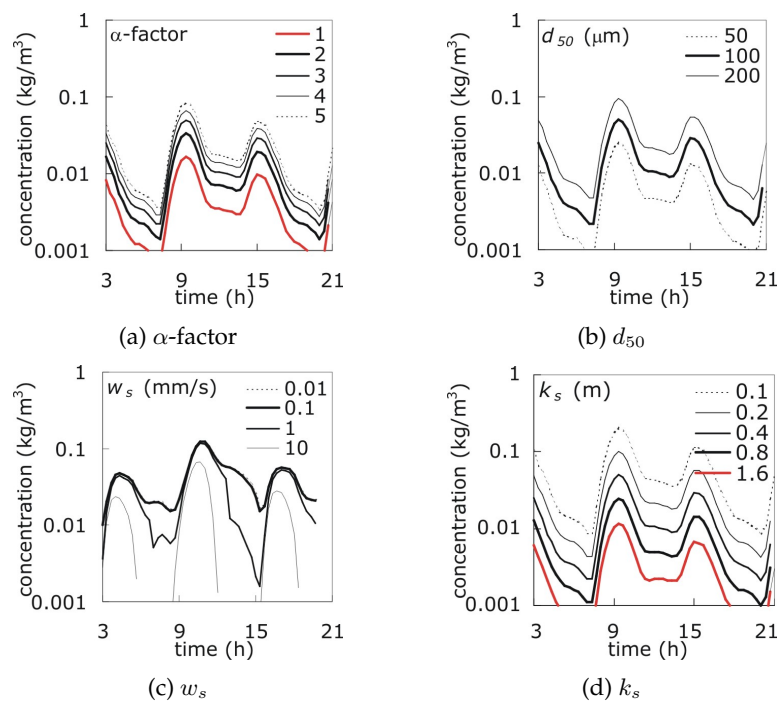 1
α-factor
1
2
3
4
5
0.1
0.01
0.001
concentration (kg/m³)
3 9 15 21
time (h)
(a) α-factor
1
d₅₀ (μm)
50
100
200
0.1
0.01
0.001
concentration (kg/m³)
3 9 15 21
time (h)
(b) d₅₀
1
wₛ (mm/s)
0.01
0.1
1
10
0.1
0.01
0.001
concentration (kg/m³)
3 9 15 21
time (h)
(c) wₛ
1
kₛ (m)
0.1
0.2
0.4
0.8
1.6
0.1
0.01
0.001
concentration (kg/m³)
3 9 15 21
time (h)
(d) kₛ